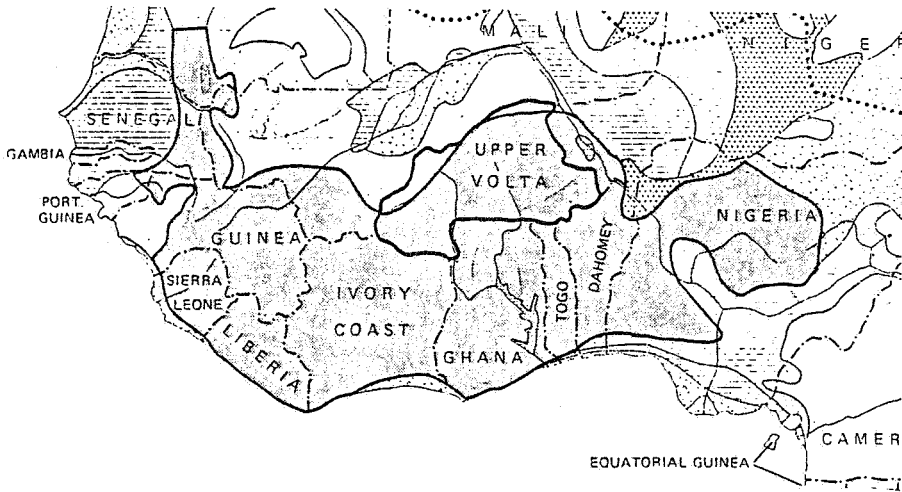 MALI
NIGER
SENEGAL
GAMBIA
UPPER
VOLTA
PORT.
GUINEA
NIGERIA
GUINEA
DAHOMEY
SIERRA
LEONE
IVORY
COAST
TOGO
LIBERIA
GHANA
CAMER
EQUATORIAL GUINEA